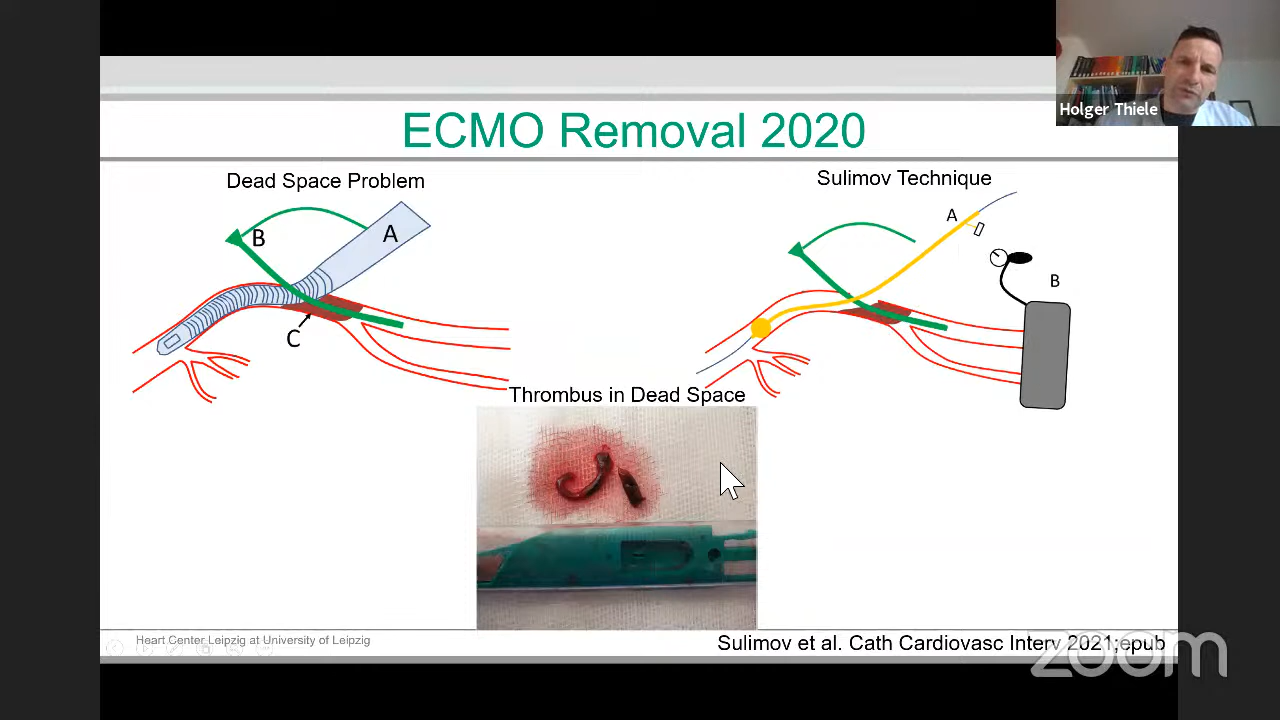 Holger Thiele
ECMO Removal 2020
Dead Space Problem
Sulimov Technique
B
A
C
A
B
Thrombus in Dead Space
Heart Center Leipzig at University of Leipzig
Sulimov et al. Cath Cardiovasc Interv 2021;epub
zoom